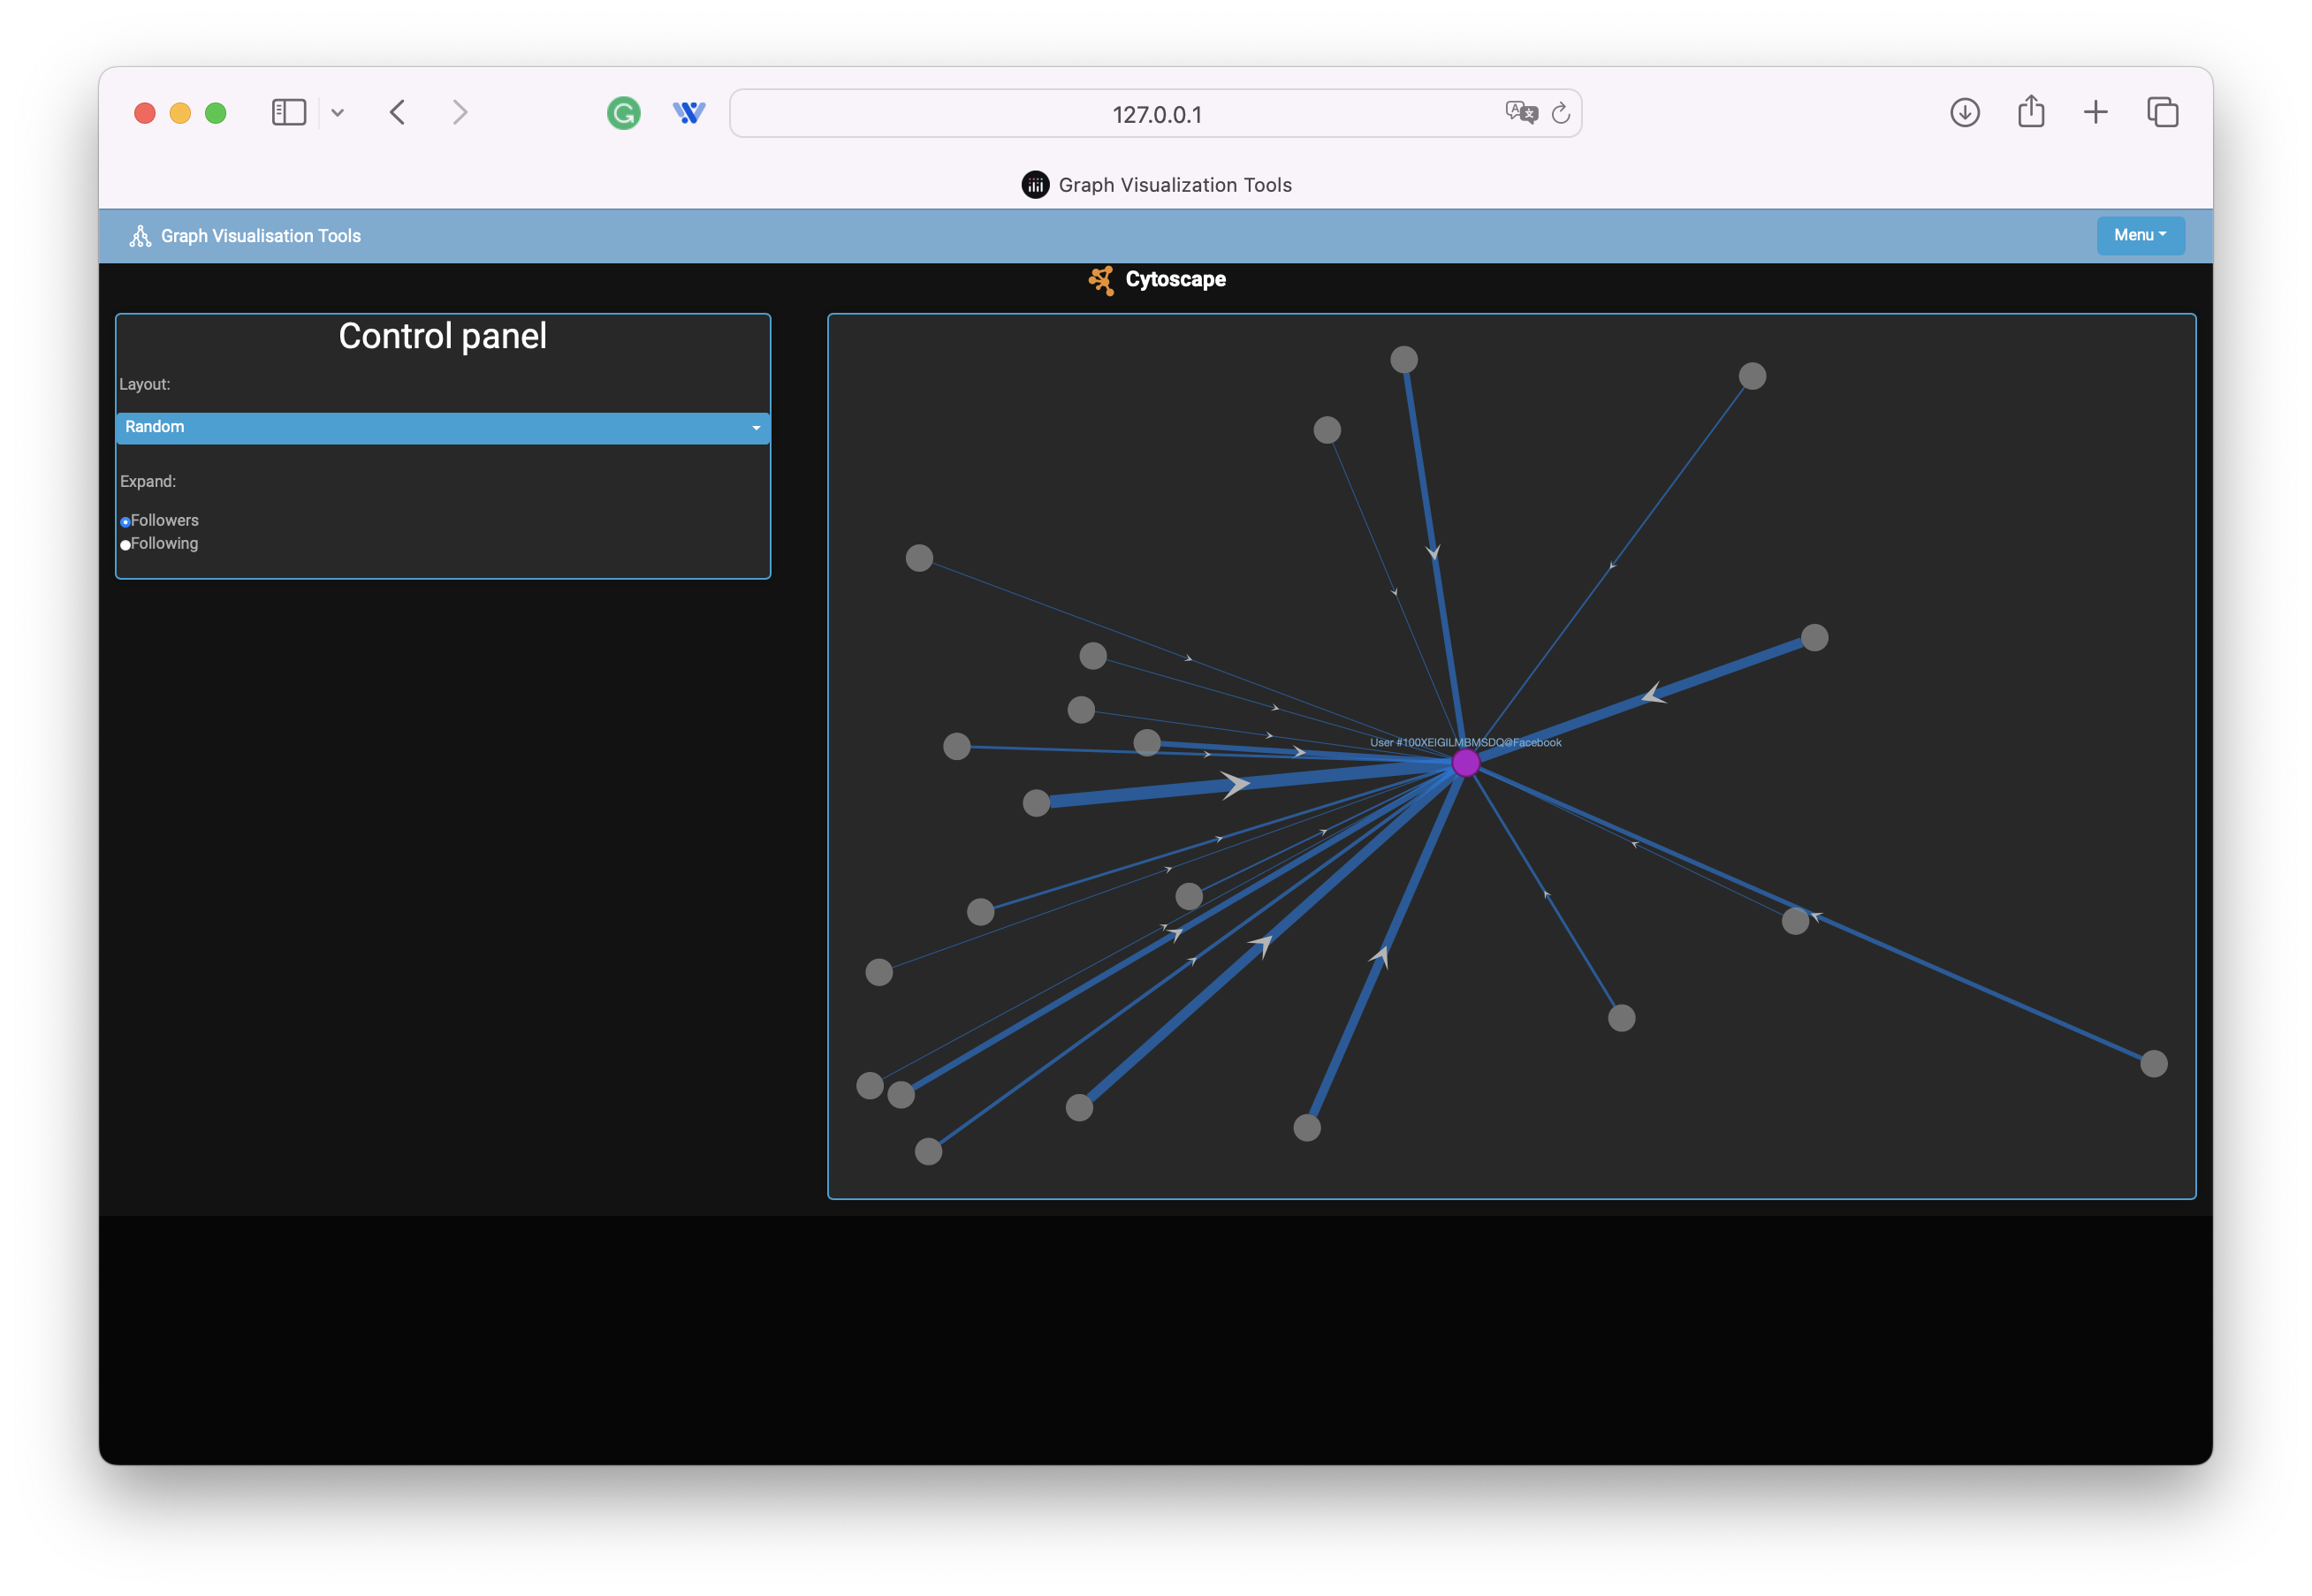 127.0.0.1
Graph Visualization Tools
Graph Visualisation Tools
Menu
Cytoscape
Control panel
Layout:
Random
Expand:
Followers
Following
User #100XEIGILMBMSDQ@Facebook